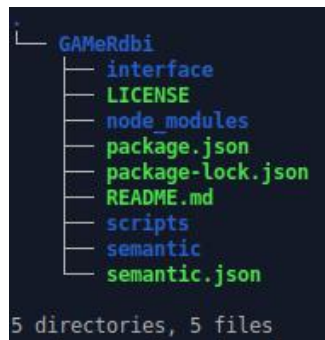 .
└── GAMeRdbi
    ├── interface
    ├── LICENSE
    ├── node_modules
    ├── package.json
    ├── package-lock.json
    ├── README.md
    ├── scripts
    ├── semantic
    └── semantic.json
5 directories, 5 files